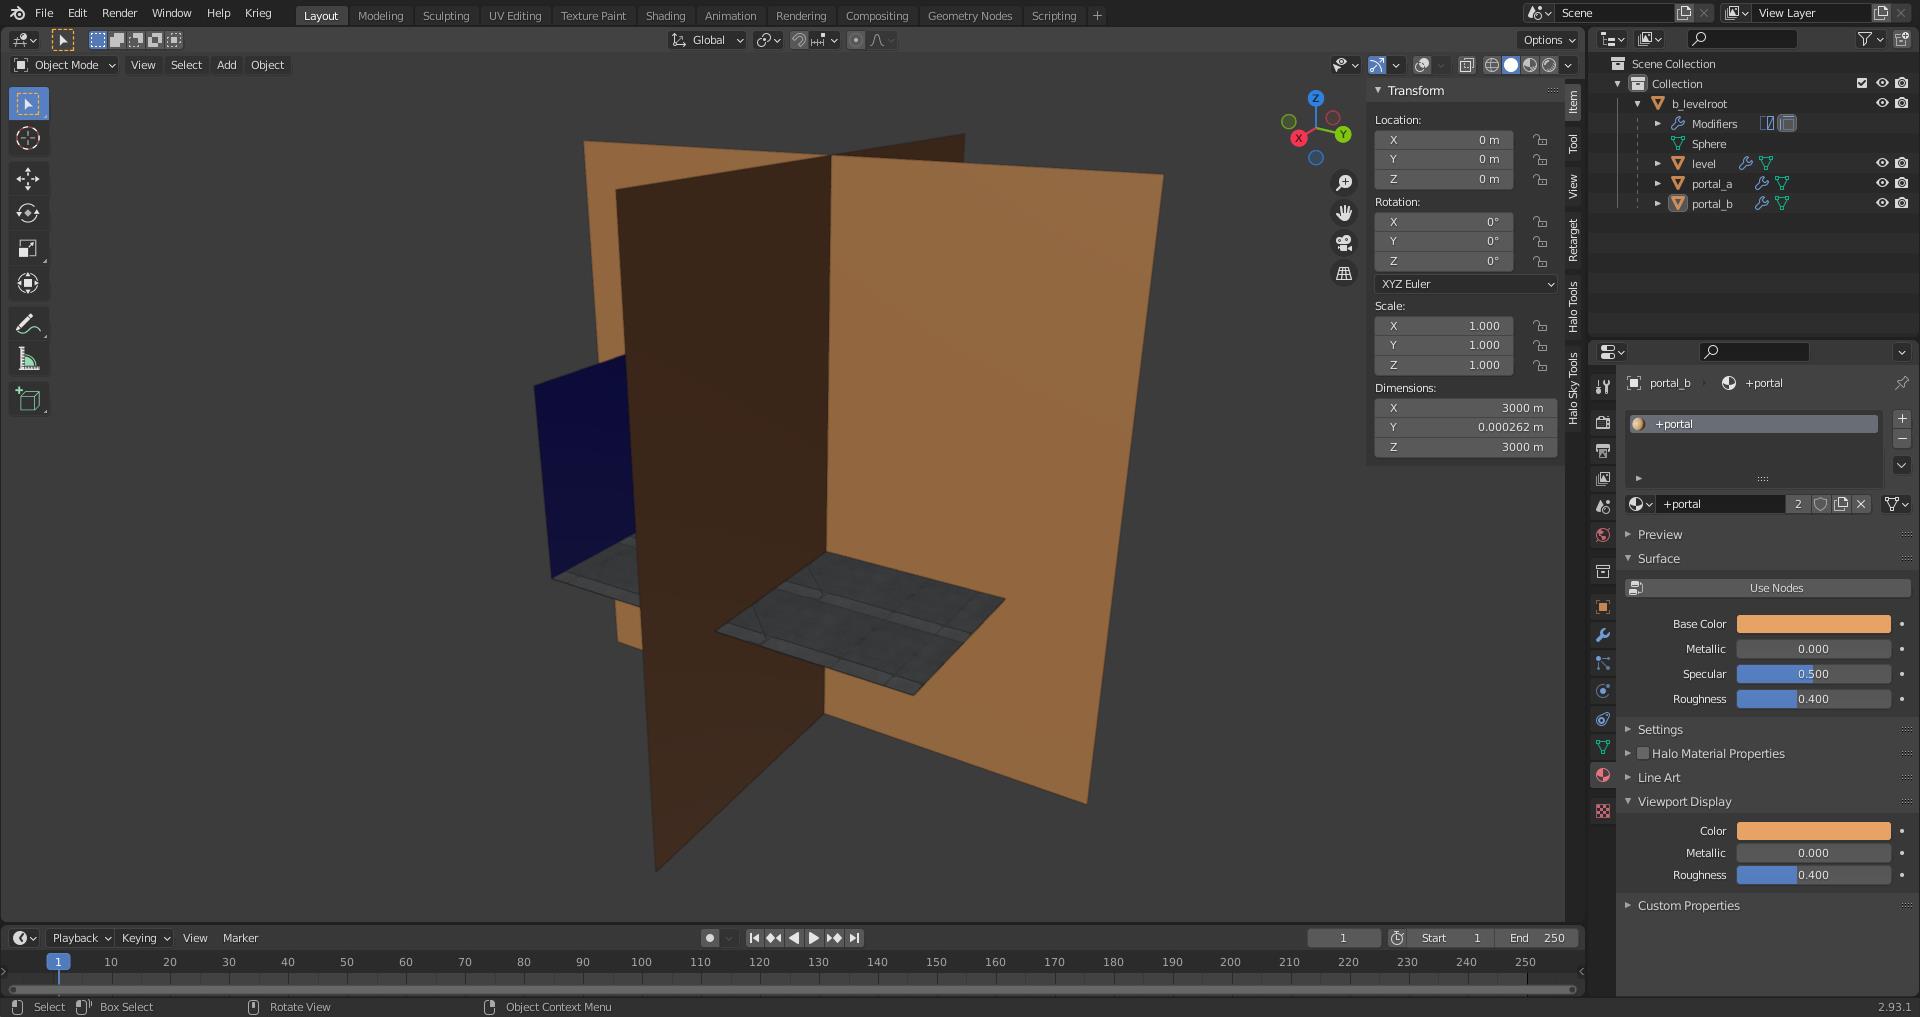 File Edit Render Window Help Krieg Layout Modeling Sculpting UV Editing Texture Paint Shading Animation Rendering Compositing Geometry Nodes Scripting + Scene View Layer
Global Options
Object Mode View Select Add Object
Transform
Location:
X 0 m
Y 0 m
Z 0 m
Rotation:
X 0°
Y 0°
Z 0°
XYZ Euler
Scale:
X 1.000
Y 1.000
Z 1.000
Dimensions:
X 3000 m
Y 0.000262 m
Z 3000 m
Item
Tool
View
Retarget
Halo Tools
Halo Sky Tools
Z
X
Y
Scene Collection
Collection
b_levelroot
Modifiers
Sphere
level
portal_a
portal_b
portal_b +portal
+portal
+portal 2
Preview
Surface
Use Nodes
Base Color
Metallic 0.000
Specular 0.500
Roughness 0.400
Settings
Halo Material Properties
Line Art
Viewport Display
Color
Metallic 0.000
Roughness 0.400
Custom Properties
Playback Keying View Marker 1 Start 1 End 250
1 10 20 30 40 50 60 70 80 90 100 110 120 130 140 150 160 170 180 190 200 210 220 230 240 250
Select Box Select Rotate View Object Context Menu 2.93.1